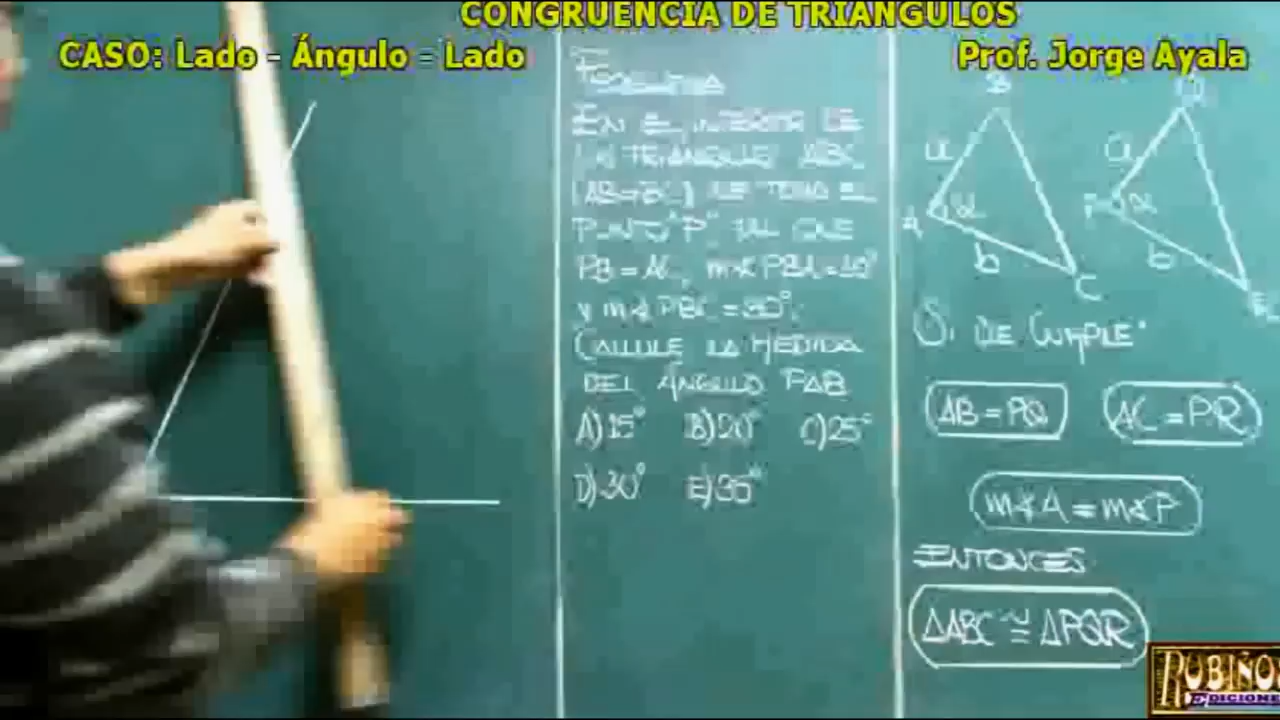 CONGRUENCIA DE TRIANGULOS
CASO: Lado - Ángulo - Lado
Prof. Jorge Ayala
PROBLEMA
EN EL INTERIOR DE
UN TRIANGULO ABC
(AB=BC) SE TOMA EL
PUNTO "P", TAL QUE
PB = AC, m∢PBA=10°
y m∢PBC = 30°.
CALCULE LA MEDIDA
DEL ÁNGULO PAB
A) 15° B) 20° C) 25°
D) 30° E) 35°
B
a
A
α
b
C
Q
a
P
α
b
R
SI SE CUMPLE:
AB = PQ
AC = PR
m∢A = m∢P
ENTONCES
ΔABC ≅ ΔPQR
RUBIÑOS
EDICIONES